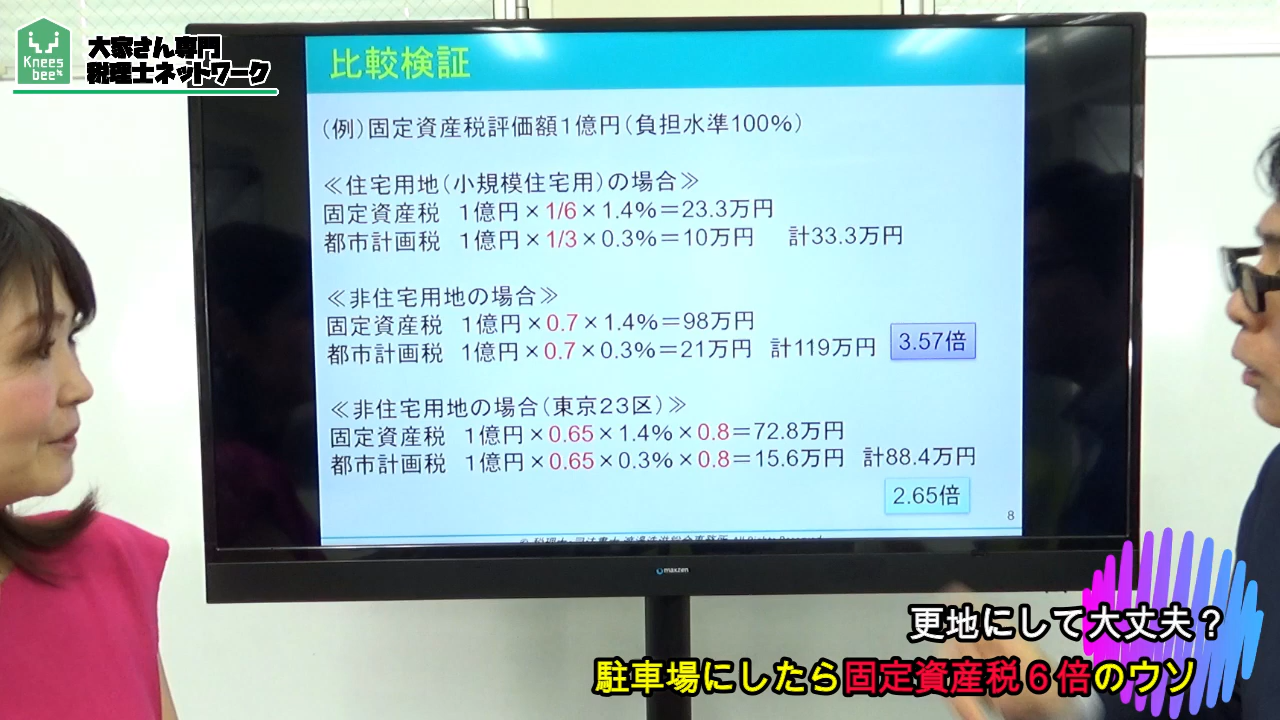 Knees
bee
大家さん専門
税理士ネットワーク
比較検証
（例）固定資産税評価額1億円（負担水準100%）
≪住宅用地（小規模住宅用）の場合≫
固定資産税 1億円×1/6×1.4%＝23.3万円
都市計画税 1億円×1/3×0.3%＝10万円 計33.3万円
≪非住宅用地の場合≫
固定資産税 1億円×0.7×1.4%＝98万円
都市計画税 1億円×0.7×0.3%＝21万円 計119万円 3.57倍
≪非住宅用地の場合（東京23区）≫
固定資産税 1億円×0.65×1.4%×0.8＝72.8万円
都市計画税 1億円×0.65×0.3%×0.8＝15.6万円 計88.4万円
2.65倍
8
maxzen
更地にして大丈夫？
駐車場にしたら固定資産税６倍のウソ